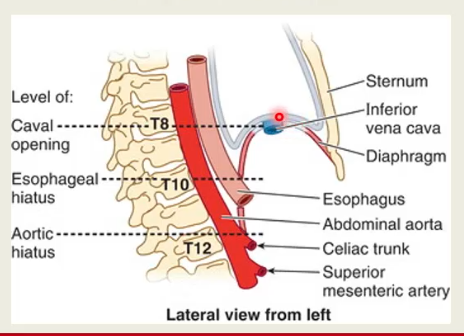 Level of:
Caval
opening
T8
Esophageal
hiatus
T10
Aortic
hiatus
T12
Sternum
Inferior
vena cava
Diaphragm
Esophagus
Abdominal aorta
Celiac trunk
Superior
mesenteric artery
Lateral view from left